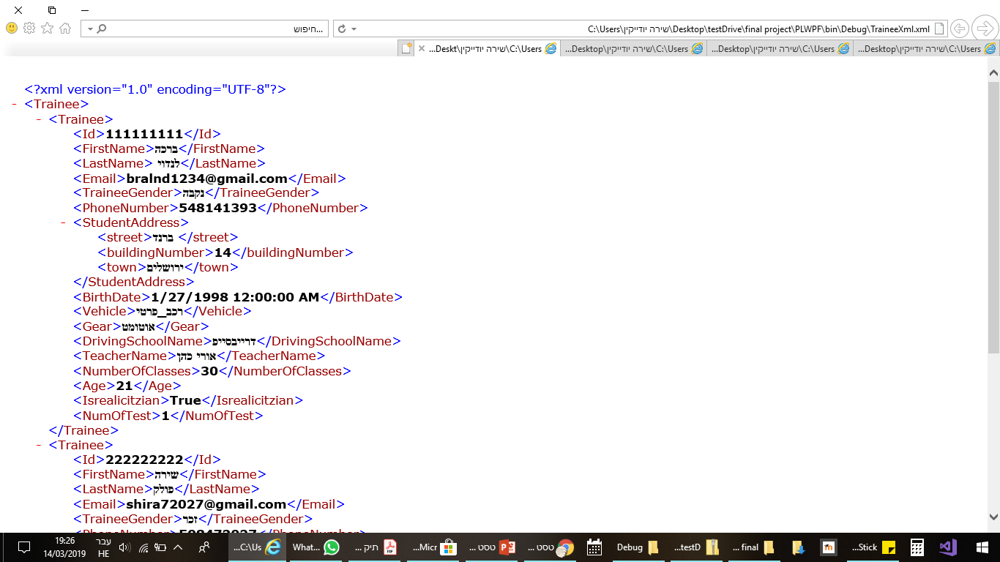 חיפוש...
C:\Users\שירה יודייקין\Desktop\testDrive\final project\PLWPF\bin\Debug\TraineeXml.xml
C:\Users\שירה יודייקין\Deskt...
C:\Users\שירה יודייקין\Desktop...
C:\Users\שירה יודייקין\Desktop...
C:\Users\שירה יודייקין\Desktop...
<?xml version="1.0" encoding="UTF-8"?>
- <Trainee>
- <Trainee>
<Id>111111111</Id>
<FirstName>ברכה</FirstName>
<LastName> לנדוי</LastName>
<Email>bralnd1234@gmail.com</Email>
<TraineeGender>נקבה</TraineeGender>
<PhoneNumber>548141393</PhoneNumber>
- <StudentAddress>
<street>ברנד </street>
<buildingNumber>14</buildingNumber>
<town>ירושלים</town>
</StudentAddress>
<BirthDate>1/27/1998 12:00:00 AM</BirthDate>
<Vehicle>רכב_פרטי</Vehicle>
<Gear>אוטומט</Gear>
<DrivingSchoolName>דרייבסייפ</DrivingSchoolName>
<TeacherName>אורי כהן</TeacherName>
<NumberOfClasses>30</NumberOfClasses>
<Age>21</Age>
<Isrealicitzian>True</Isrealicitzian>
<NumOfTest>1</NumOfTest>
</Trainee>
- <Trainee>
<Id>222222222</Id>
<FirstName>שירה</FirstName>
<LastName>פולק</LastName>
<Email>shira72027@gmail.com</Email>
<TraineeGender>זכר</TraineeGender>
<PhoneNumber>508472027</PhoneNumber>
19:26
14/03/2019
עבר
HE
C:\Us...
What...
תיק ...
Micr...
טסט ...
טסט ...
Debug
testD...
final ...
Stick...